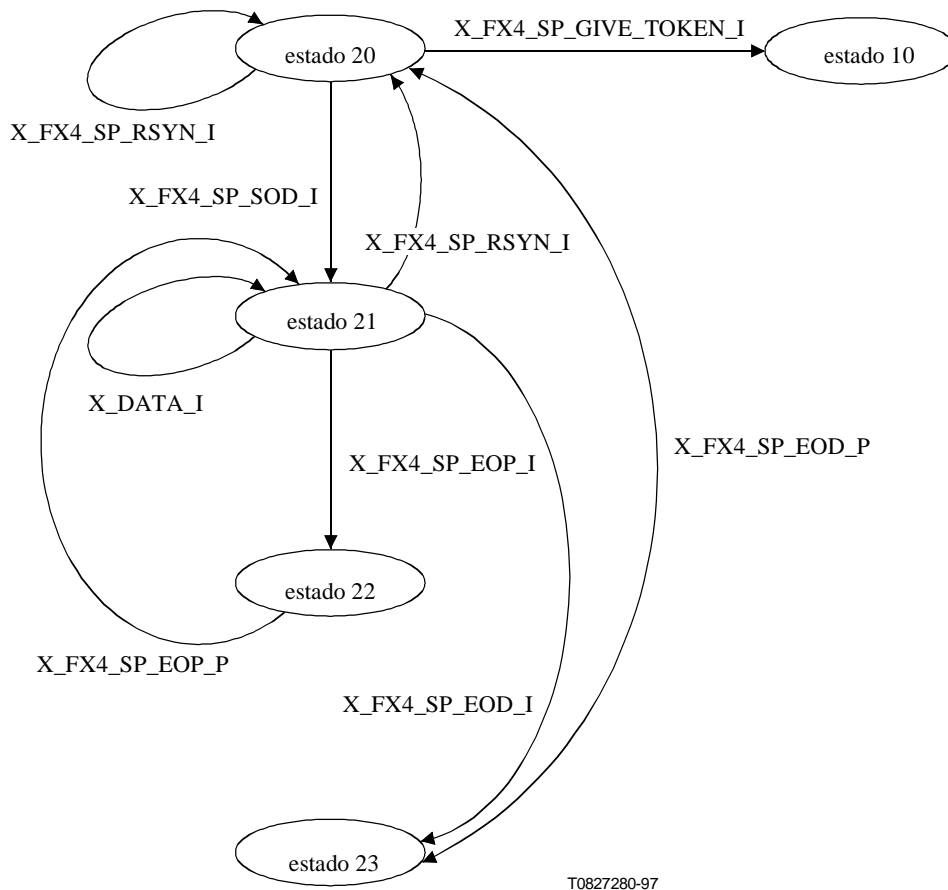 X_FX4_SP_GIVE_TOKEN_I
estado 20
estado 10
X_FX4_SP_RSYN_I
X_FX4_SP_SOD_I
X_FX4_SP_RSYN_I
estado 21
X_DATA_I
X_FX4_SP_EOD_P
X_FX4_SP_EOP_I
estado 22
X_FX4_SP_EOP_P
X_FX4_SP_EOD_I
estado 23
T0827280-97